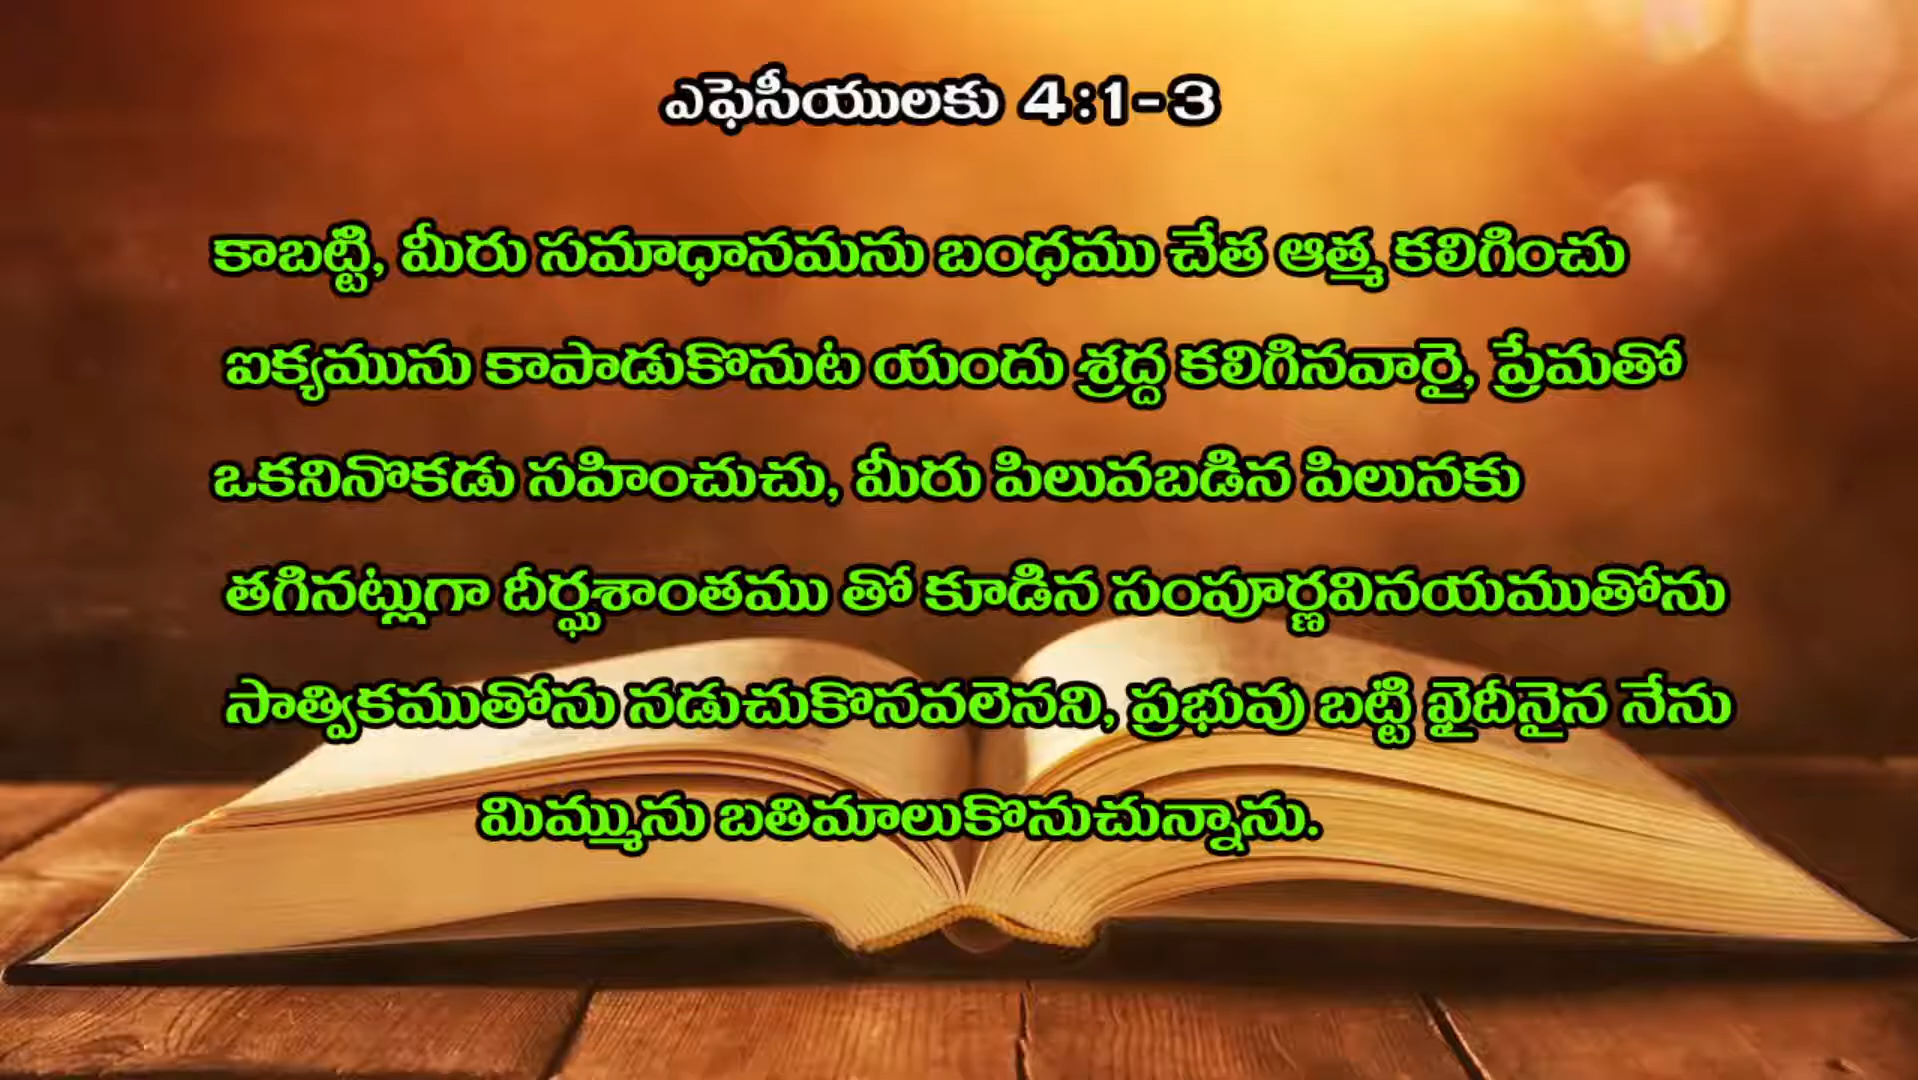 ఎఫెసీయులకు 4:1-3
కాబట్టి, మీరు సమాధానమను బంధము చేత ఆత్మ కలిగించు
ఐక్యమును కాపాడుకొనుట యందు శ్రద్ద కలిగినవారై, ప్రేమతో
ఒకనినొకడు సహించుచు, మీరు పిలువబడిన పిలునకు
తగినట్లుగా దీర్ఘశాంతము తో కూడిన సంపూర్ణవినయముతోను
సాత్వికముతోను నడుచుకొనవలెనని, ప్రభువు బట్టి ఖైదీనైన నేను
మిమ్మును బతిమాలుకొనుచున్నాను.